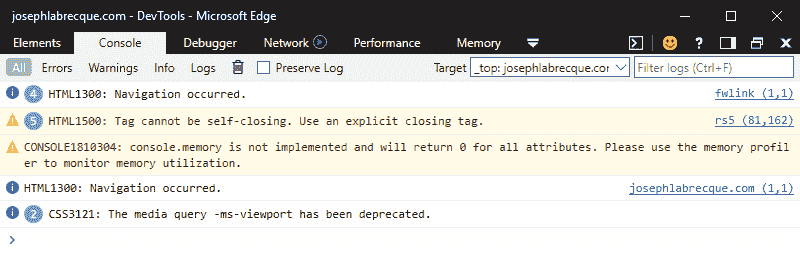 josephlabrecque.com - DevTools - Microsoft Edge
Elements Console Debugger Network Performance Memory ?
All Errors Warnings Info Logs Preserve Log Target _top: josephlabrecque.cor Filter logs (Ctrl+F)
4 HTML1300: Navigation occurred. fwlink (1,1)
5 HTML1500: Tag cannot be self-closing. Use an explicit closing tag. rs5 (81,162)
CONSOLE1810304: console.memory is not implemented and will return 0 for all attributes. Please use the memory profil
er to monitor memory utilization.
HTML1300: Navigation occurred. josephlabrecque.com (1,1)
2 CSS3121: The media query -ms-viewport has been deprecated.